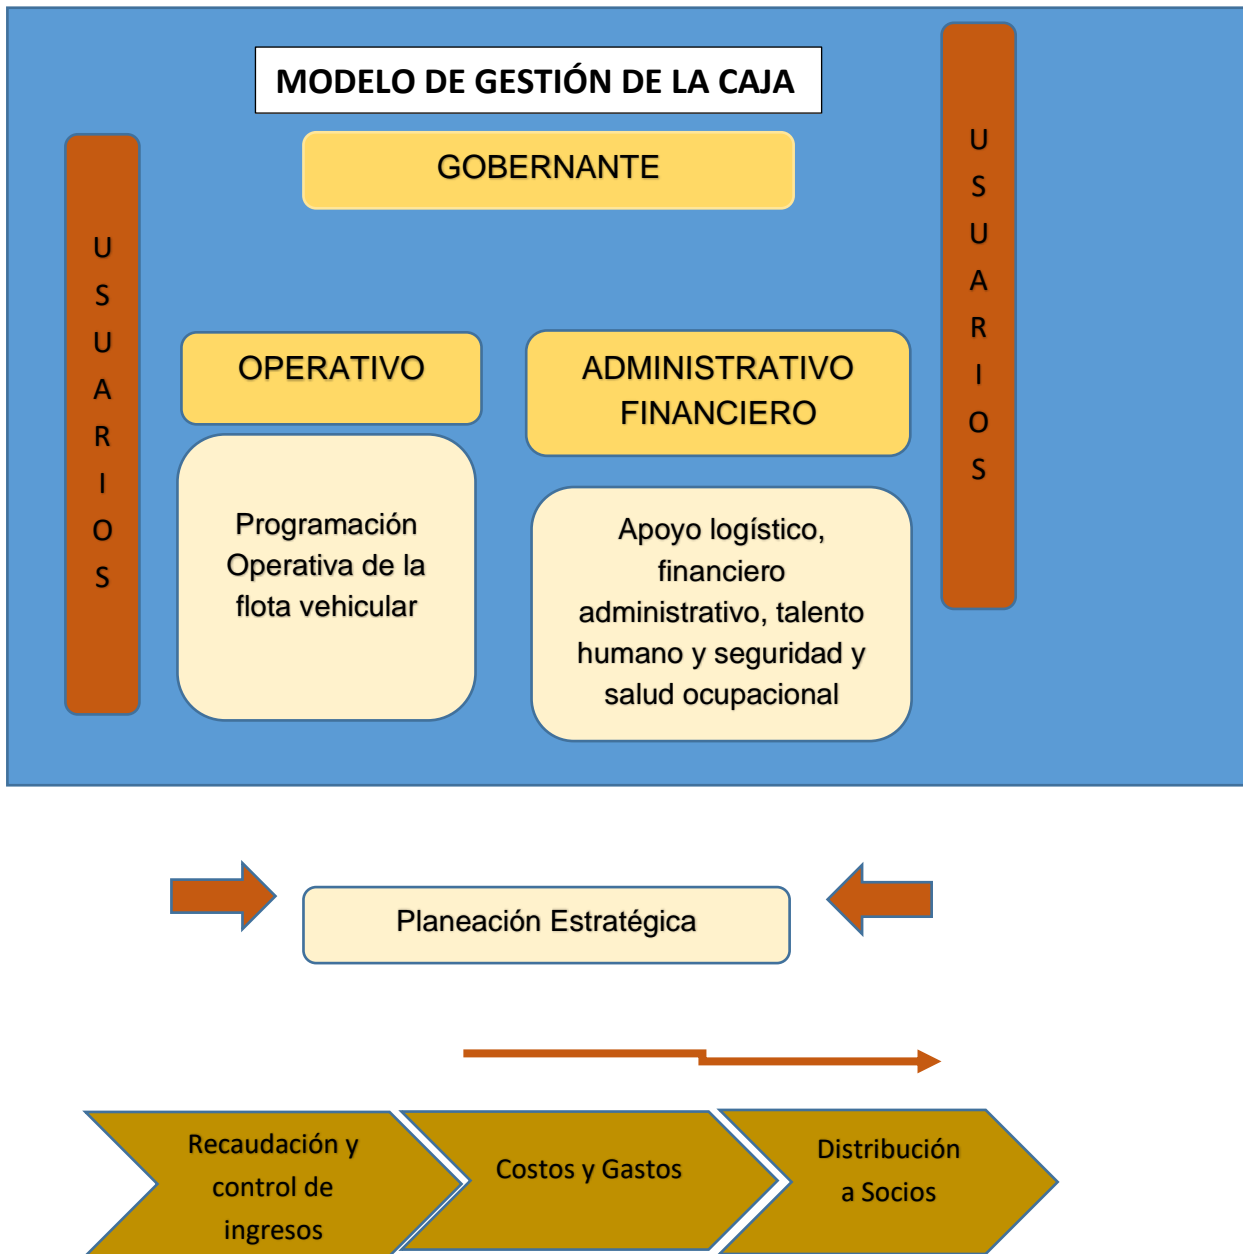 MODELO DE GESTIÓN DE LA CAJA
GOBERNANTE
U
S
U
A
R
I
O
S
OPERATIVO
Programación
Operativa de la
flota vehicular
ADMINISTRATIVO
FINANCIERO
Apoyo logístico,
financiero
administrativo, talento
humano y seguridad y
salud ocupacional
U
S
U
A
R
I
O
S
Planeación Estratégica
Recaudación y
control de
ingresos
Costos y Gastos
Distribución
a Socios